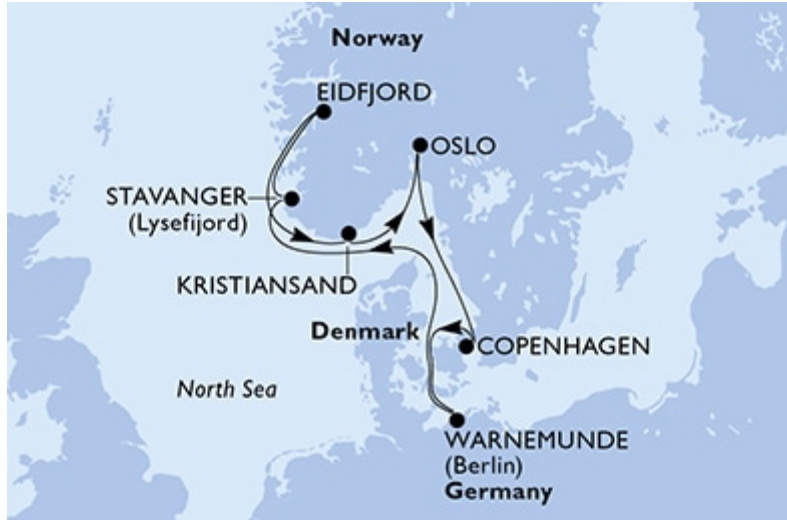 Norway
EIDFJORD
OSLO
STAVANGER
(Lysefijord)
KRISTIANSAND
Denmark
COPENHAGEN
North Sea
WARNEMUNDE
(Berlin)
Germany